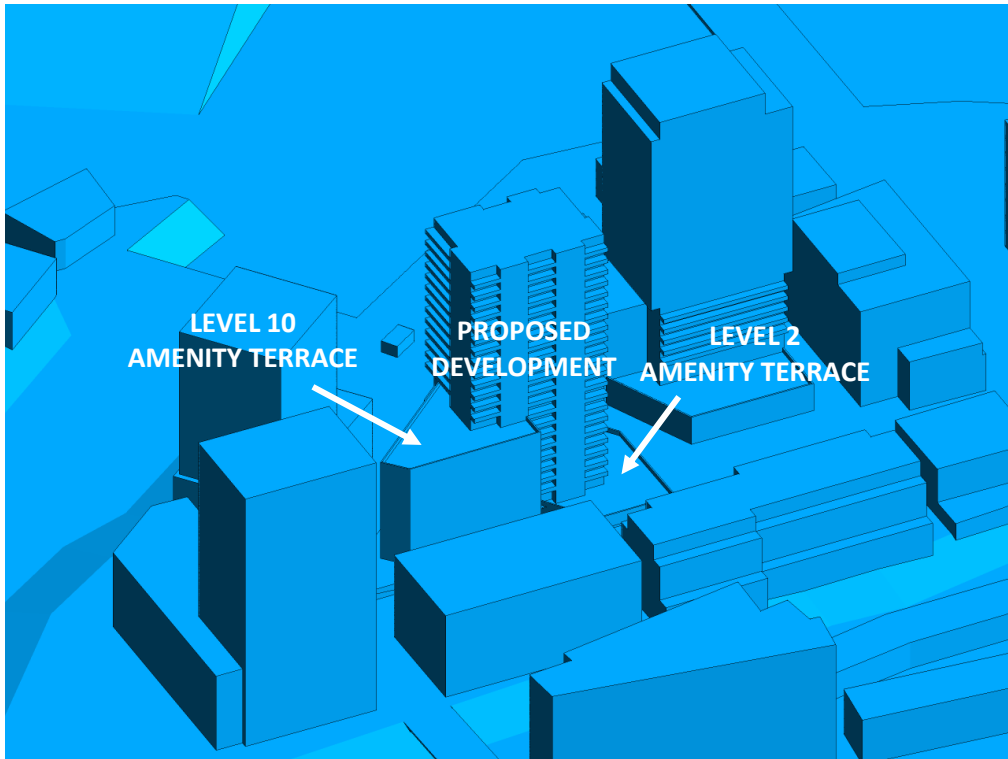 LEVEL 10
AMENITY TERRACE
PROPOSED
DEVELOPMENT
LEVEL 2
AMENITY TERRACE